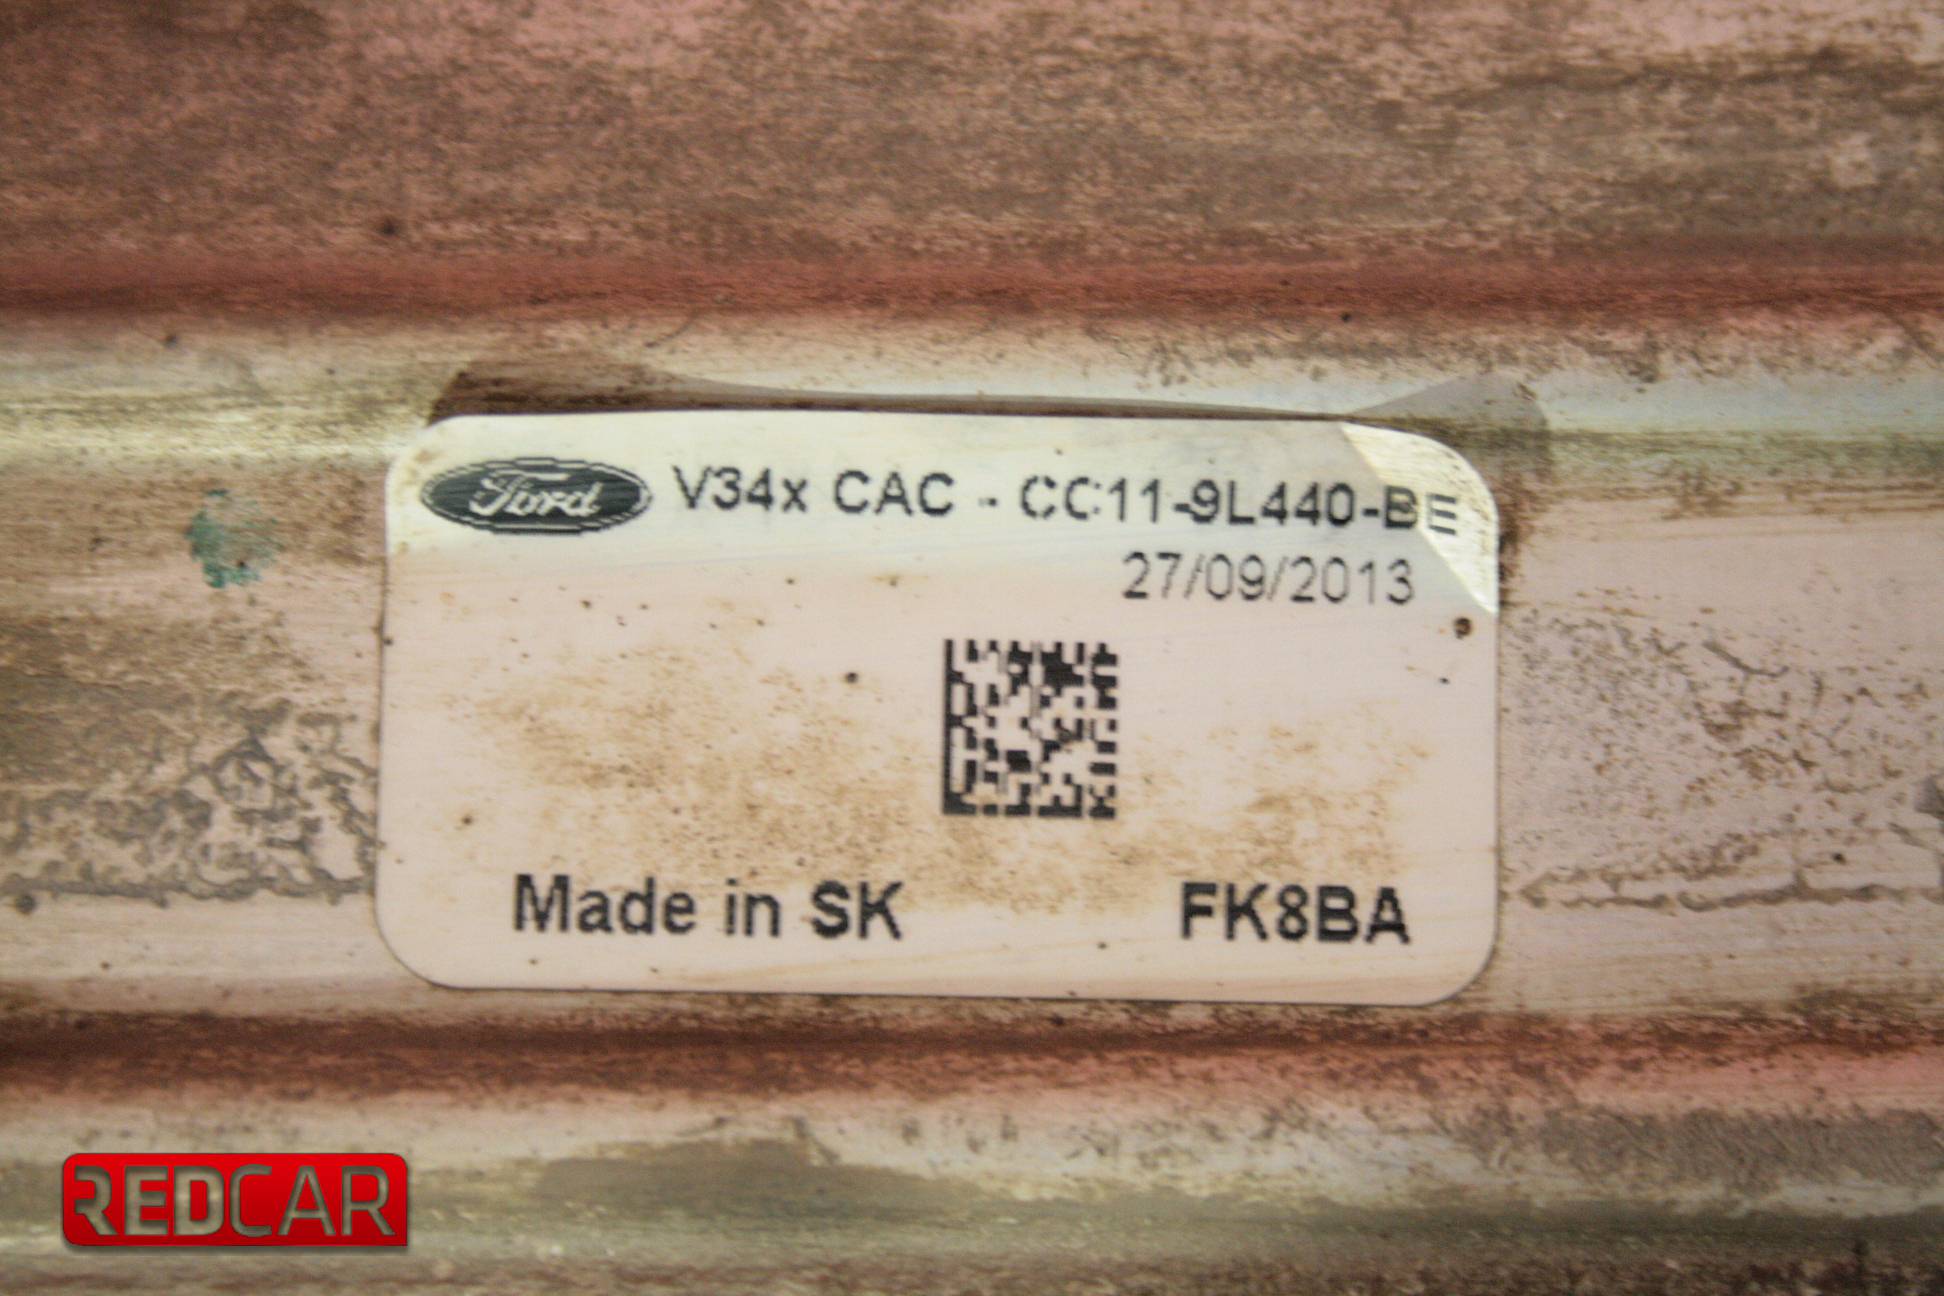 Ford V34x CAC - CC11-9L440-BE
27/09/2013
Made in SK FK8BA
REDCAR